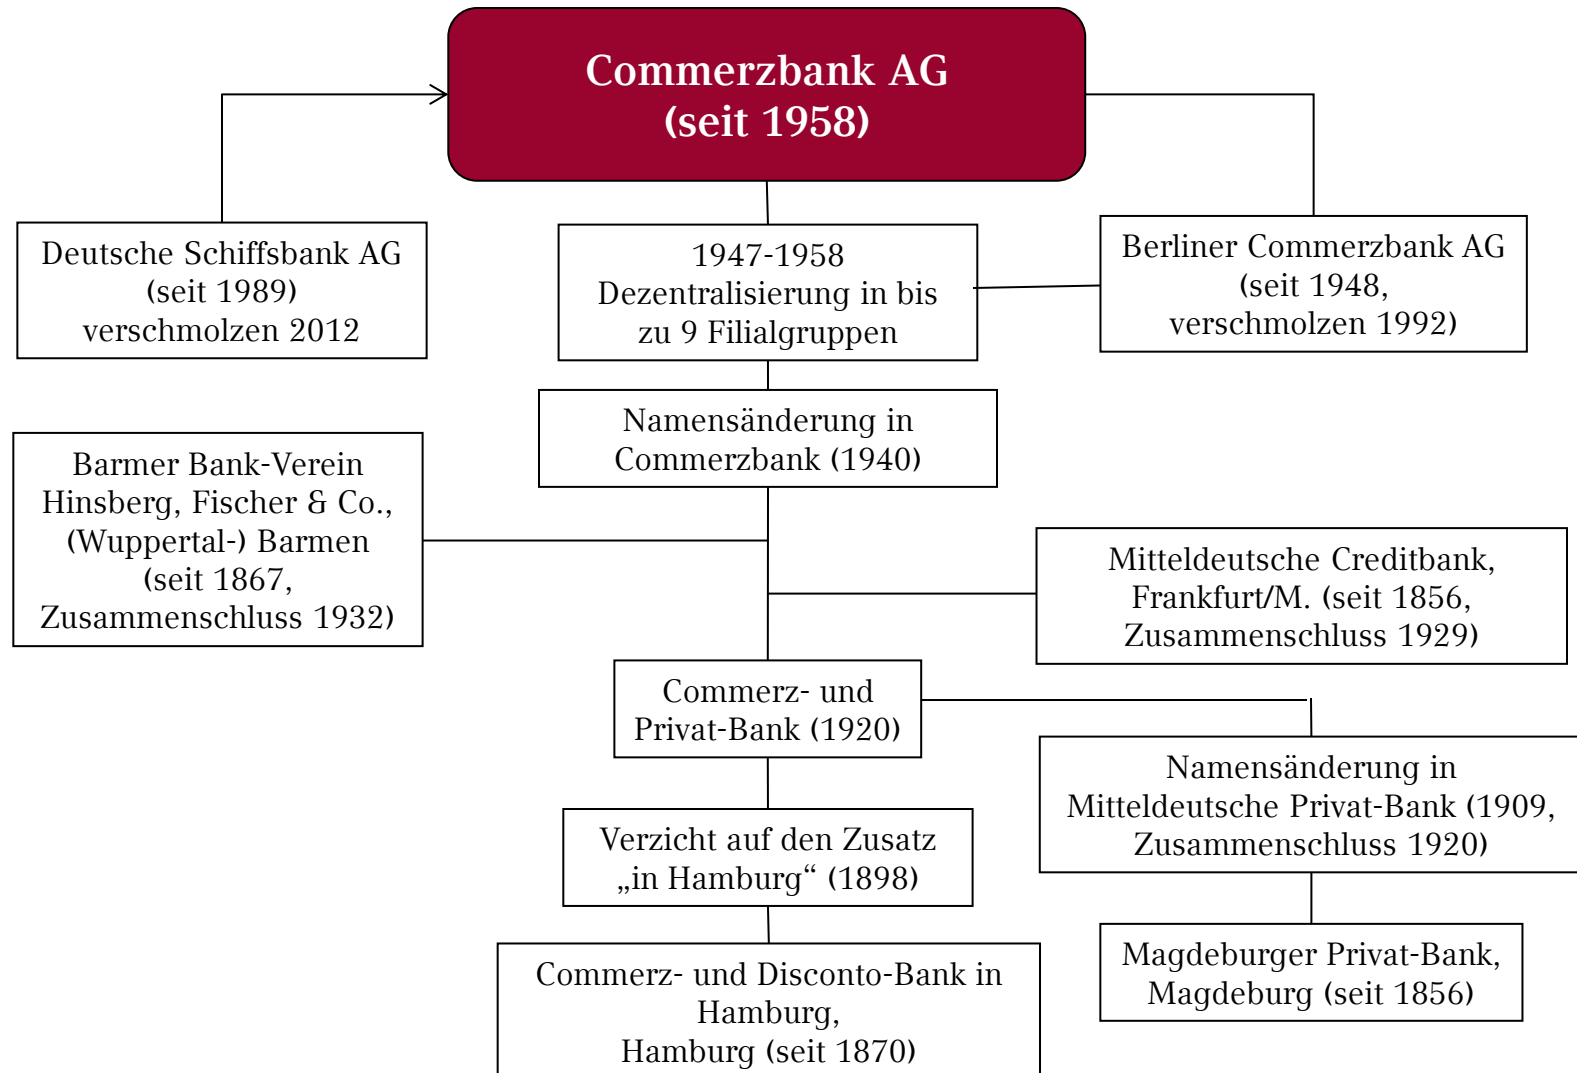 Commerzbank AG
(seit 1958)
Deutsche Schiffsbank AG
(seit 1989)
verschmolzen 2012
1947-1958
Dezentralisierung in bis
zu 9 Filialgruppen
Berliner Commerzbank AG
(seit 1948,
verschmolzen 1992)
Namensänderung in
Commerzbank (1940)
Barmer Bank-Verein
Hinsberg, Fischer & Co.,
(Wuppertal-) Barmen
(seit 1867,
Zusammenschluss 1932)
Mitteldeutsche Creditbank,
Frankfurt/M. (seit 1856,
Zusammenschluss 1929)
Commerz- und
Privat-Bank (1920)
Namensänderung in
Mitteldeutsche Privat-Bank (1909,
Zusammenschluss 1920)
Verzicht auf den Zusatz
„in Hamburg“ (1898)
Magdeburger Privat-Bank,
Magdeburg (seit 1856)
Commerz- und Disconto-Bank in
Hamburg,
Hamburg (seit 1870)